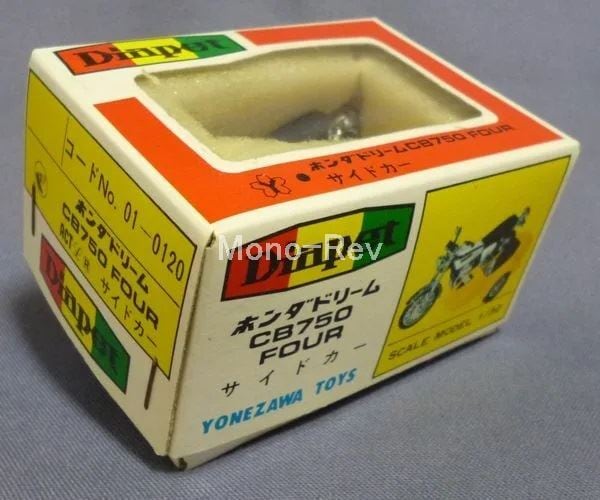 Diapet
ホンダドリームCB750 FOUR
サイドカー
コードNo. 01-0120
ホンダドリーム
CB750 FOUR
サイドカー
Diapet
Diapet
Mono-Rev
ホンダドリーム
CB750
FOUR
サイドカー
YONEZAWA TOYS
SCALE MODEL